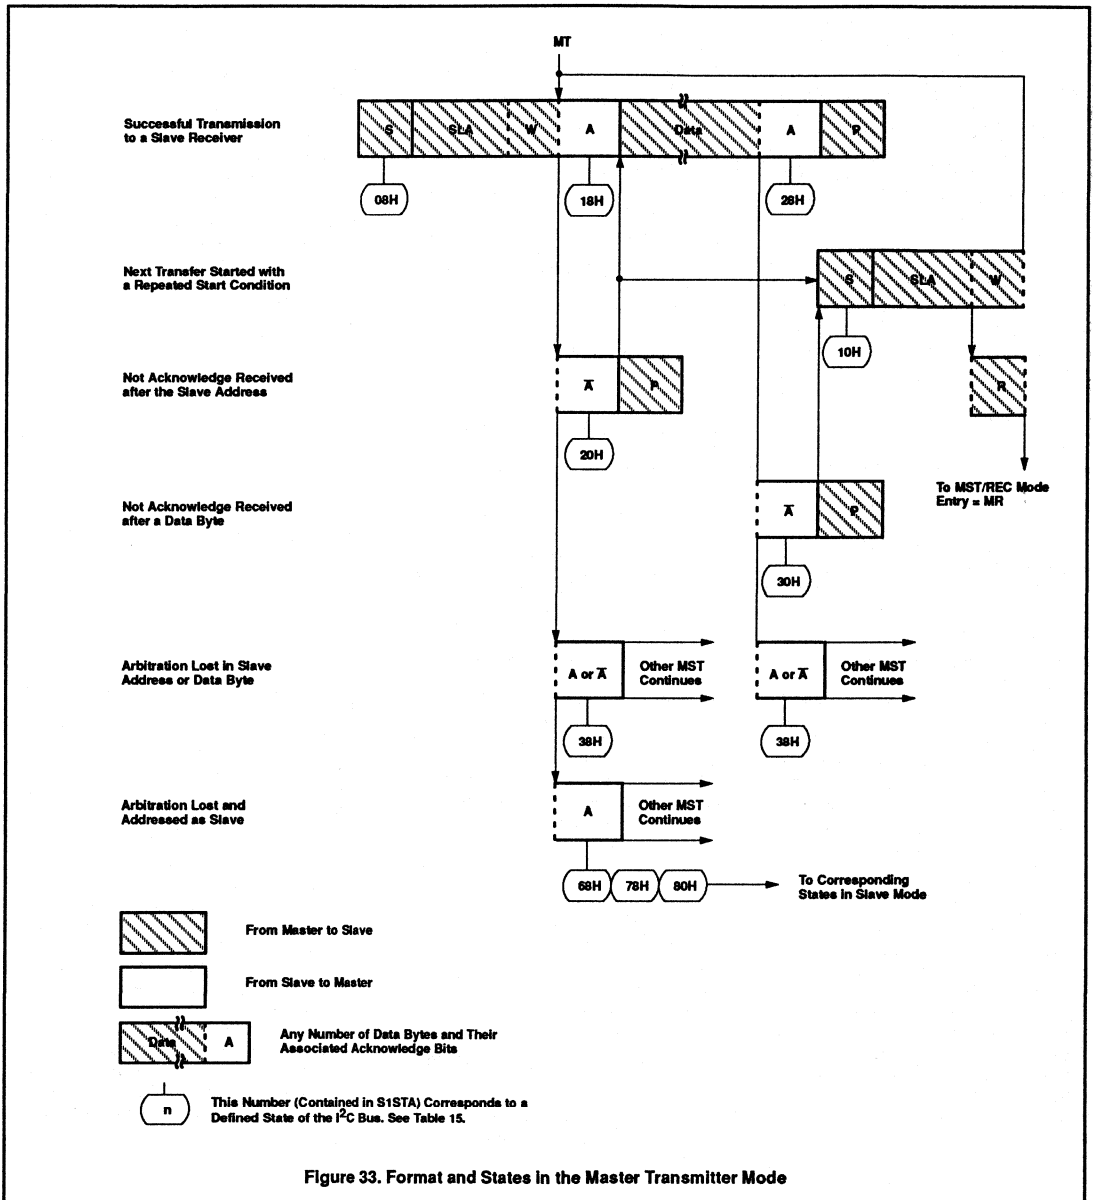 MT
Successful Transmission
to a Slave Receiver
S SLA W A Data A P
08H 18H 28H
Next Transfer Started with
a Repeated Start Condition
S SLA W
10H
Not Acknowledge Received
after the Slave Address
A̅ P R
20H
To MST/REC Mode
Entry = MR
Not Acknowledge Received
after a Data Byte
A̅ P
30H
Arbitration Lost in Slave
Address or Data Byte
A or A̅ Other MST
Continues
A or A̅ Other MST
Continues
38H 38H
Arbitration Lost and
Addressed as Slave
A Other MST
Continues
68H 78H 80H
To Corresponding
States in Slave Mode
From Master to Slave
From Slave to Master
Data A
Any Number of Data Bytes and Their
Associated Acknowledge Bits
n
This Number (Contained in S1STA) Corresponds to a
Defined State of the I²C Bus. See Table 15.
Figure 33. Format and States in the Master Transmitter Mode